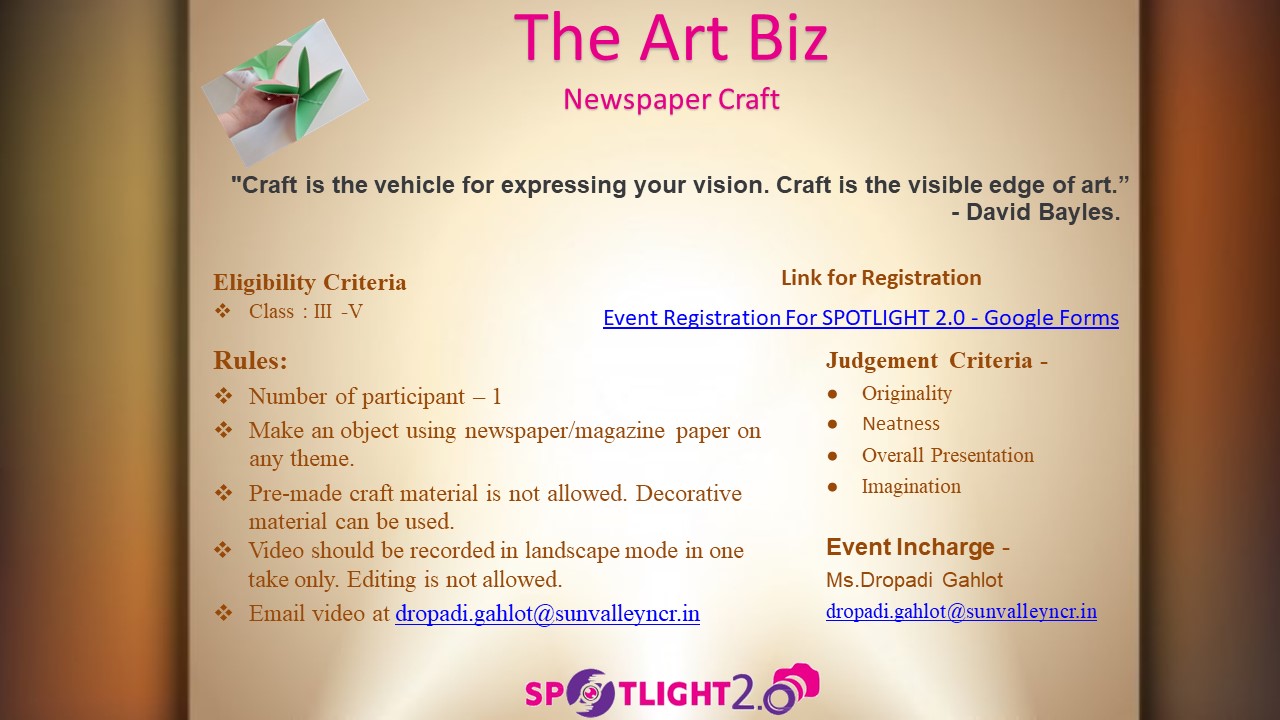 The Art Biz
Newspaper Craft
"Craft is the vehicle for expressing your vision. Craft is the visible edge of art.”
- David Bayles.
Eligibility Criteria
❖ Class : III -V
Link for Registration
Event Registration For SPOTLIGHT 2.0 - Google Forms
Rules:
❖ Number of participant – 1
❖ Make an object using newspaper/magazine paper on
any theme.
❖ Pre-made craft material is not allowed. Decorative
material can be used.
❖ Video should be recorded in landscape mode in one
take only. Editing is not allowed.
❖ Email video at dropadi.gahlot@sunvalleyncr.in
Judgement Criteria -
● Originality
● Neatness
● Overall Presentation
● Imagination
Event Incharge -
Ms.Dropadi Gahlot
dropadi.gahlot@sunvalleyncr.in
SPOTLIGHT2.0